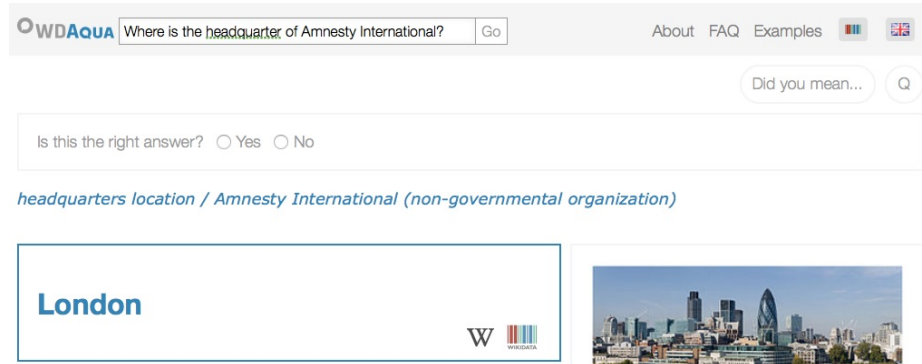 WDAQUA Where is the headquarter of Amnesty International? Go About FAQ Examples
Did you mean... Q
Is this the right answer? Yes No
headquarters location / Amnesty International (non-governmental organization)
London
W WIKIDATA